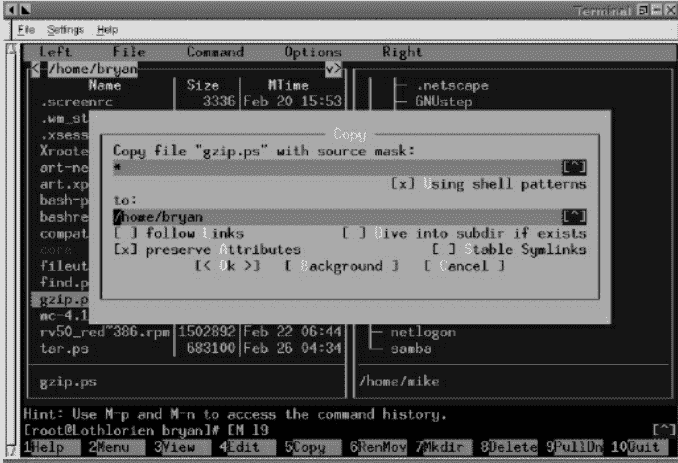 Terminal
File Settings Help
Left File Command Options Right
/home/bryan
Name Size MTime
.screenrc 3336 Feb 20 15:53
.netscape
GNUstep
.wm_st
.xsess
Xroote
art-ne
art.xp
bash-p
bashre
compat
core
fileut
find.p
gzip.p
mc-4.1
Copy
Copy file "gzip.ps" with source mask:
*
[^]
[x] Using shell patterns
to:
/home/bryan
[^]
[ ] follow Links [ ] Dive into subdir if exists
[x] preserve Attributes [ ] Stable Symlinks
[< Ok >] [ Background ] [ Cancel ]
rv50_red~386.rpm 1502892 Feb 22 06:44
netlogon
tar.ps 683100 Feb 26 04:34
samba
gzip.ps
/home/mike
Hint: Use M-p and M-n to access the command history.
[root@Lothlorien bryan]# [M 19
[^]
1Help 2Menu 3View 4Edit 5Copy 6RenMov 7Mkdir 8Delete 9PullDn 10Quit